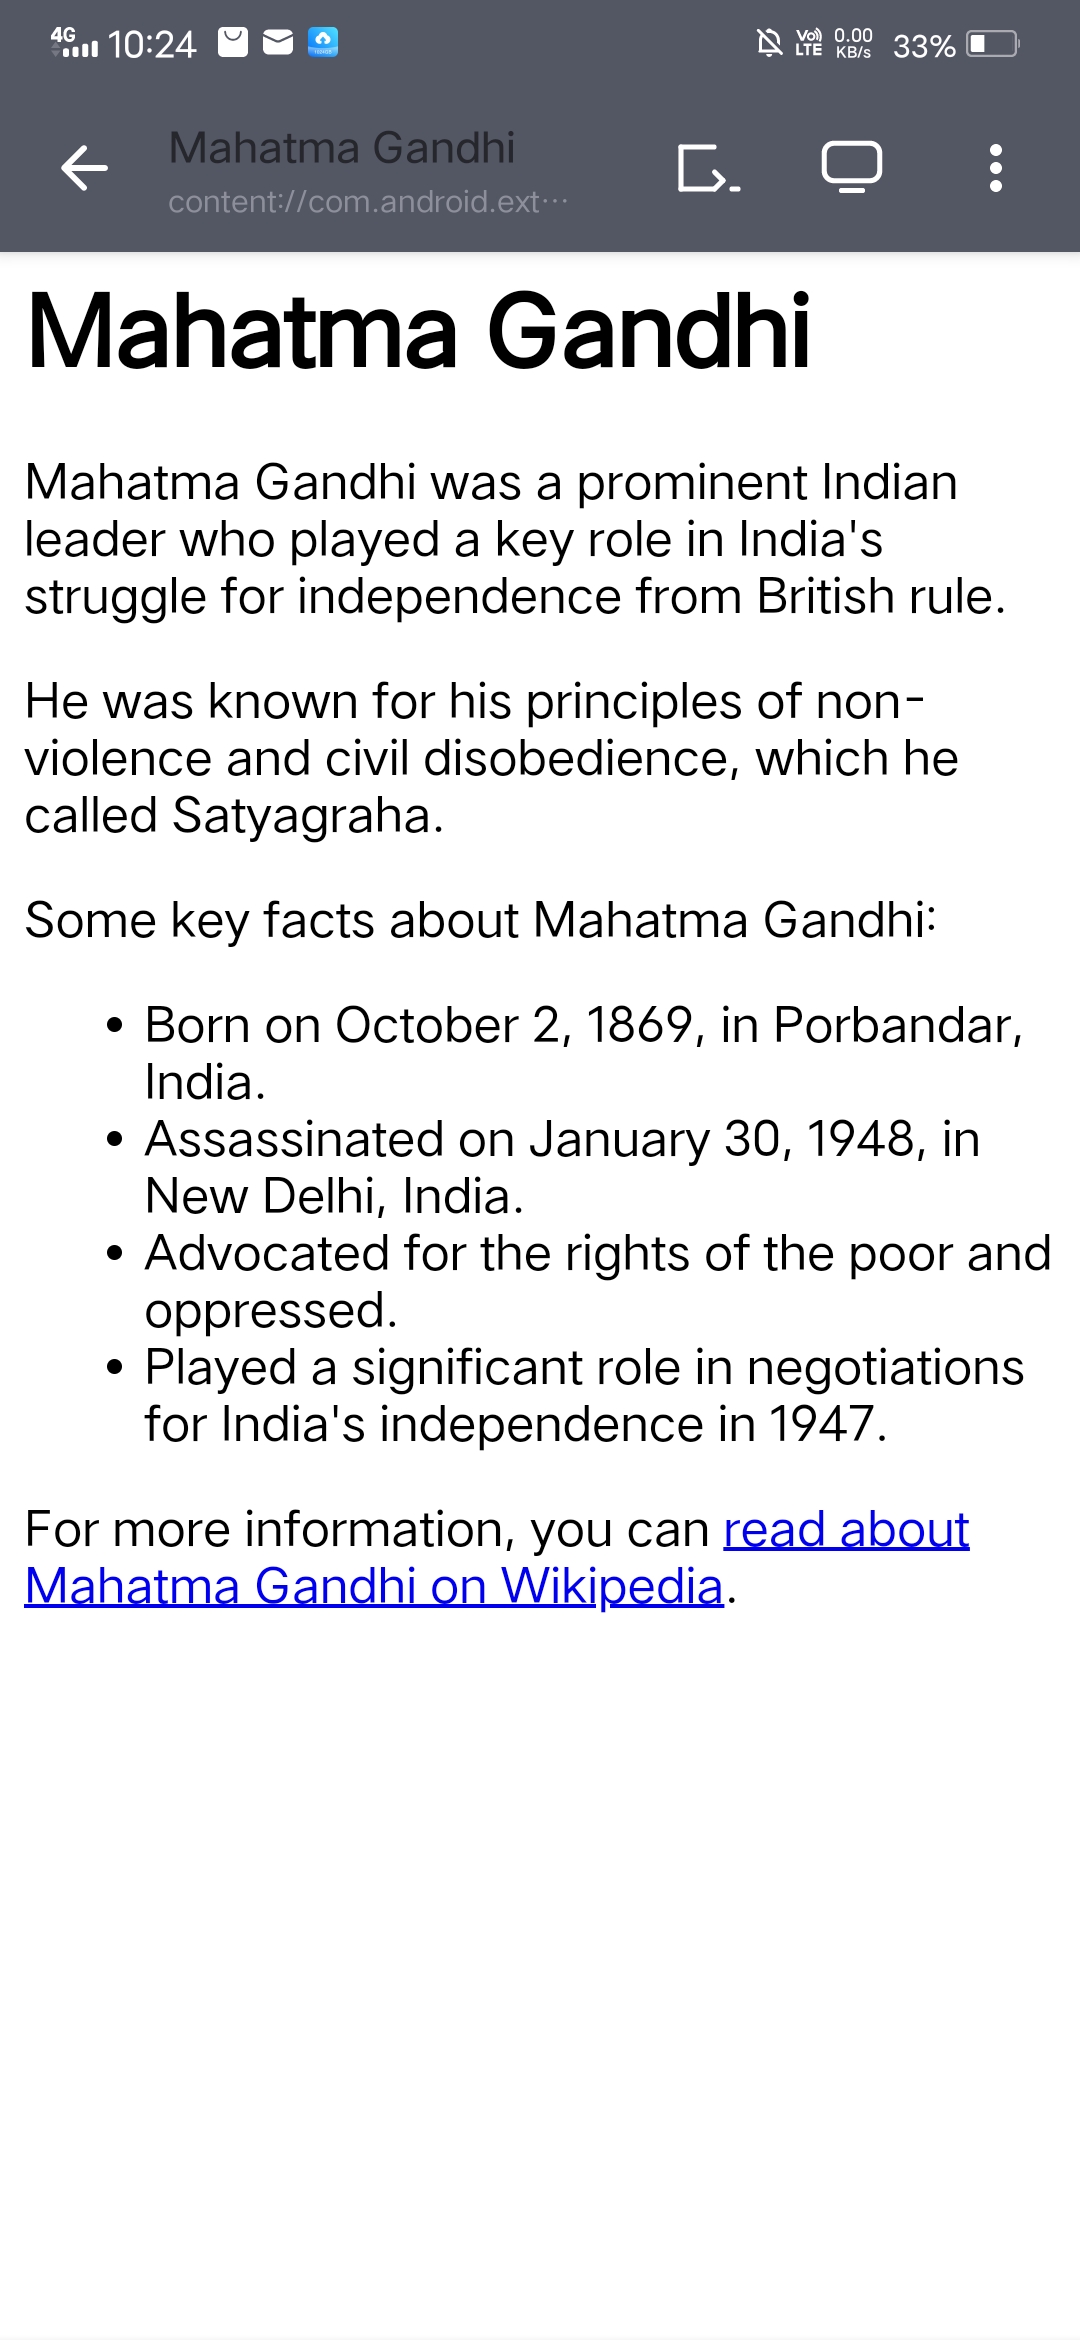 4G 10:24 Vo) LTE 0.00 KB/s 33%
Mahatma Gandhi
content://com.android.ext...
Mahatma Gandhi
Mahatma Gandhi was a prominent Indian
leader who played a key role in India's
struggle for independence from British rule.
He was known for his principles of non-
violence and civil disobedience, which he
called Satyagraha.
Some key facts about Mahatma Gandhi:
• Born on October 2, 1869, in Porbandar,
India.
• Assassinated on January 30, 1948, in
New Delhi, India.
• Advocated for the rights of the poor and
oppressed.
• Played a significant role in negotiations
for India's independence in 1947.
For more information, you can read about
Mahatma Gandhi on Wikipedia.